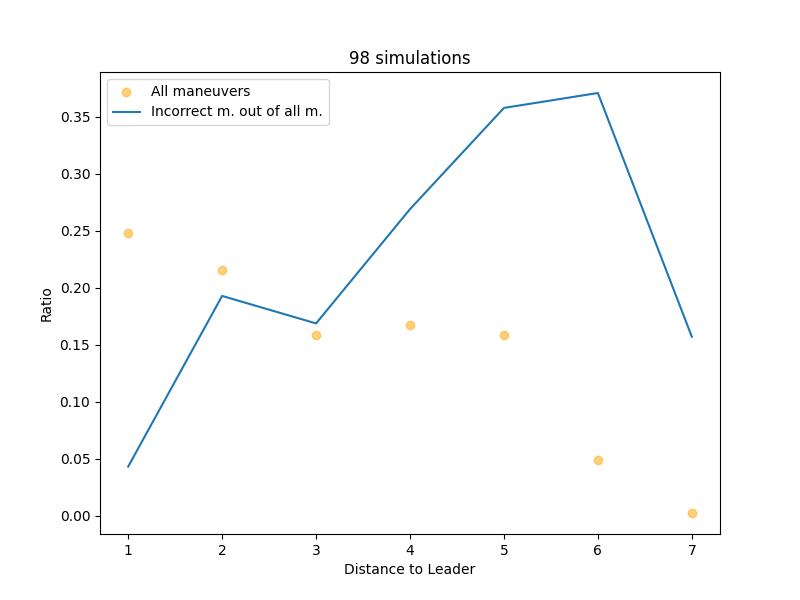 98 simulations
All maneuvers
Incorrect m. out of all m.
0.35
0.30
0.25
0.20
0.15
0.10
0.05
0.00
Ratio
1 2 3 4 5 6 7
Distance to Leader